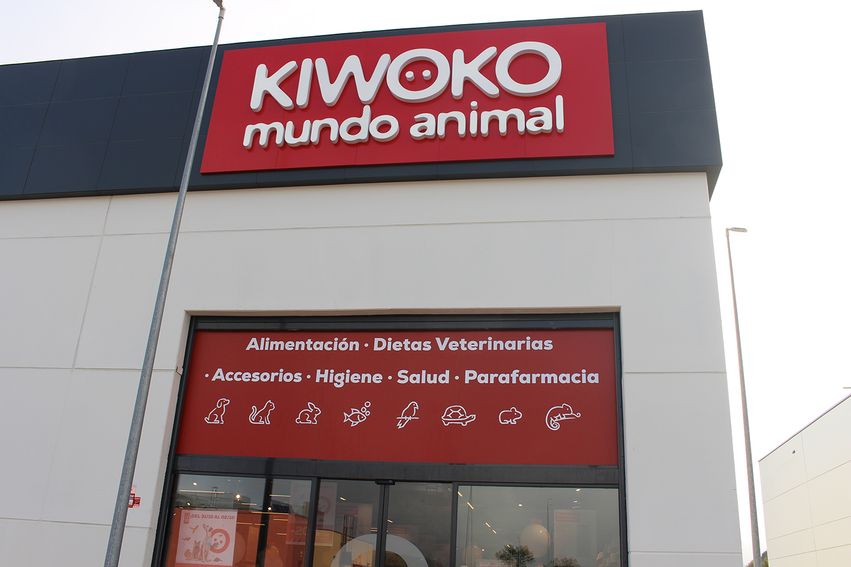 KIWOKO
mundo animal
Alimentación · Dietas Veterinarias
· Accesorios · Higiene · Salud · Parafarmacia